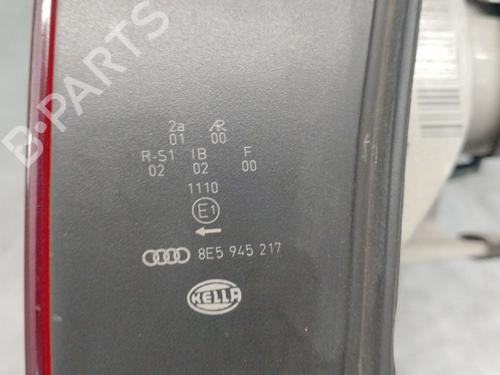 B-PARTS
2a AR
01 00
R-S1 IB F
02 02 00
1110
E1
8E5 945 217
HELLA